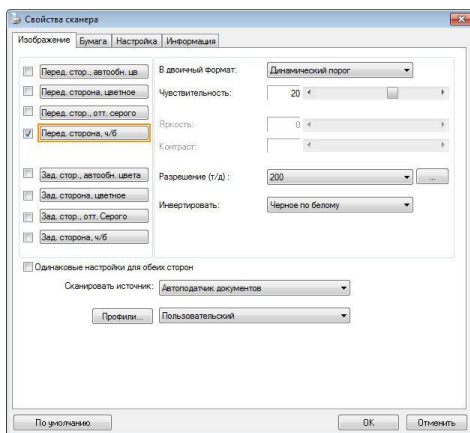 Свойства сканера
Изображение Бумага Настройка Информация
Перед. стор., автообн. цв
Перед. сторона, цветное
Перед. стор., отт. серого
Перед. сторона, ч/б
Зад. стор., автообн. цвета
Зад. сторона, цветное
Зад. стор., отт. Серого
Зад. сторона, ч/б
В двоичный формат: Динамический порог
Чувствительность: 20
Яркость: 0
Контраст:
Разрешение (т/д) : 200 ...
Инвертировать: Черное по белому
Одинаковые настройки для обеих сторон
Сканировать источник: Автоподатчик документов
Профили... Пользовательский
По умолчанию OK Отменить